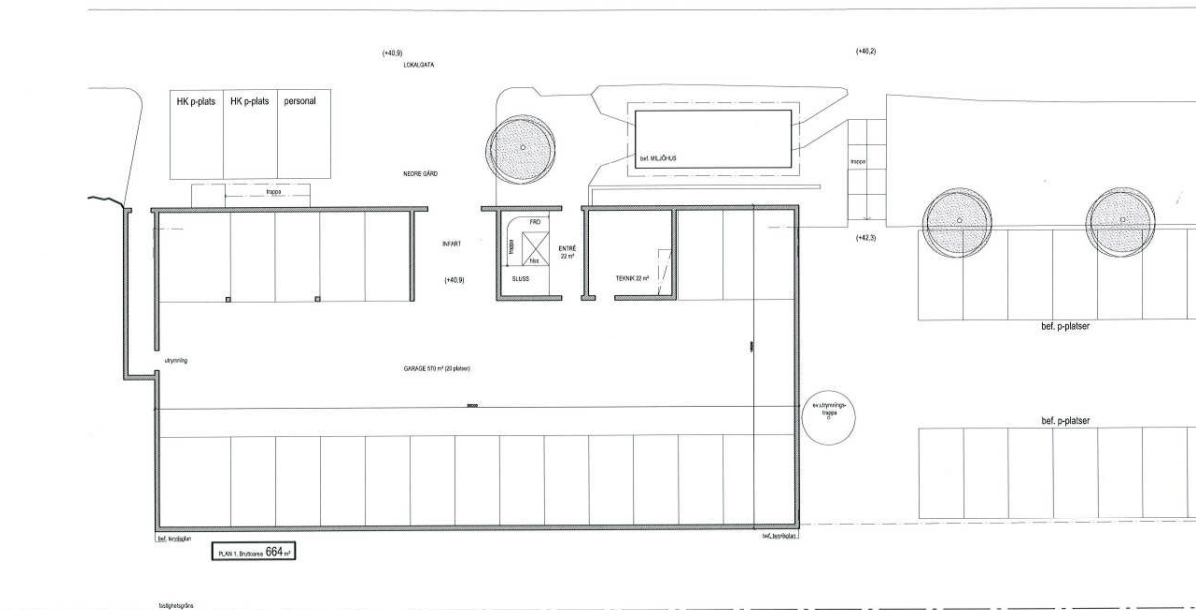 (+40,9)
LOKALGATA
(+40,2)
HK p-plats HK p-plats personal
bef. MILJÖHUS
trappa
NEDRE GÅRD
trappa
FRD
trappa
hiss
SLUSS
INFART
(+40,9)
ENTRÉ
22 m²
TEKNIK 22 m²
(+42,3)
bef. p-platser
utrymning
GARAGE 570 m² (20 platser)
ev.utrymnings-
trappa
bef. p-platser
bef. tennisplan
bef. tennisplan
PLAN 1. Bruttoarea 664 m²
fastighetsgräns